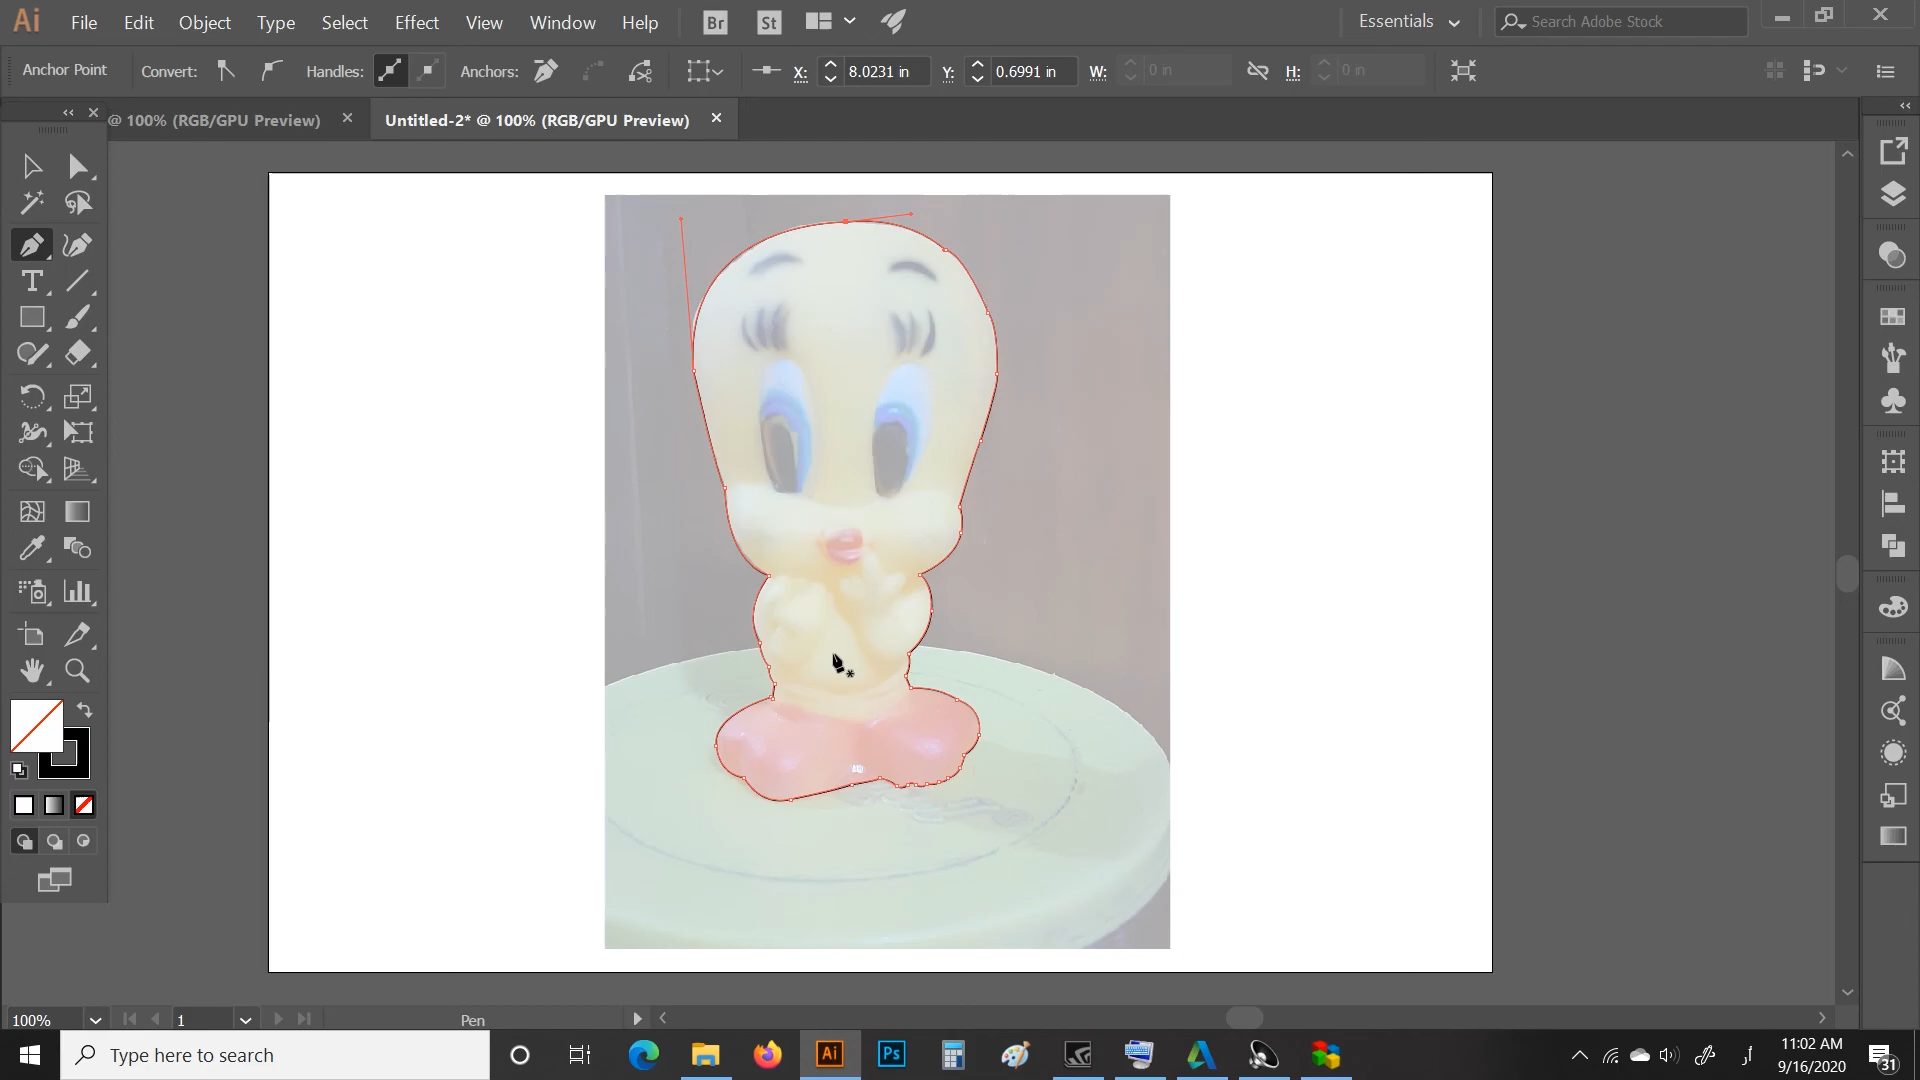 Ai File Edit Object Type Select Effect View Window Help Br St Essentials Search Adobe Stock
Anchor Point Convert: Handles: Anchors: X: 8.0231 in Y: 0.6991 in W: 0 in H: 0 in
@ 100% (RGB/GPU Preview) Untitled-2* @ 100% (RGB/GPU Preview)
100% 1 Pen
Type here to search Ai Ps أر 11:02 AM
9/16/2020 31